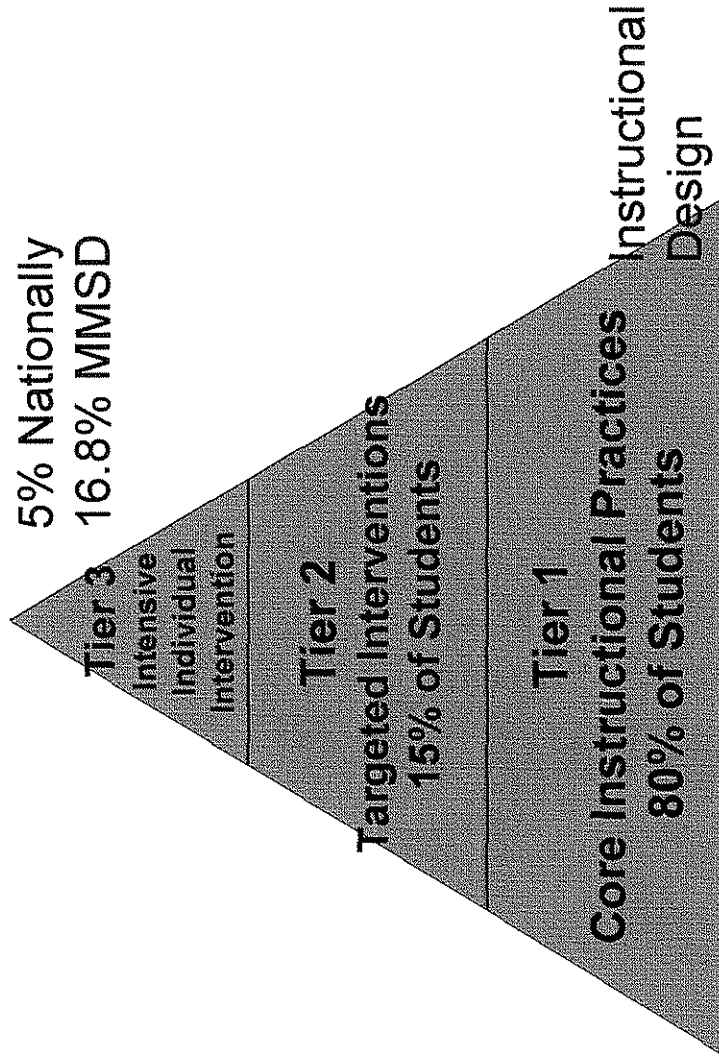 5% Nationally
16.8% MMSD
Tier 3
Intensive
Individual
Intervention
Tier 2
Targeted Interventions
15% of Students
Tier 1
Core Instructional Practices
80% of Students
Instructional
Design